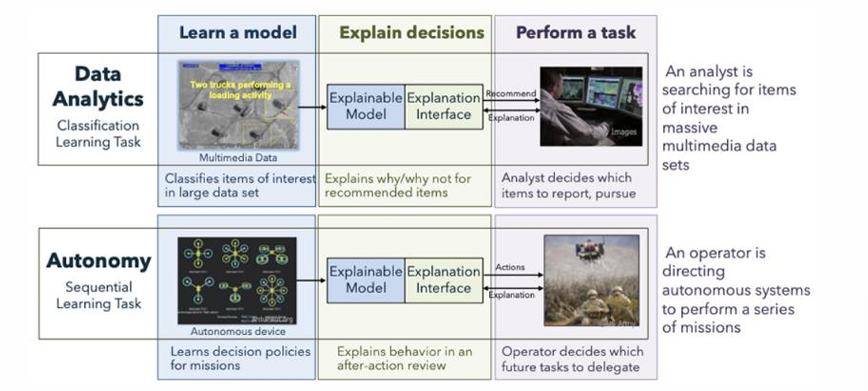 Learn a model
Explain decisions
Perform a task
Data
Analytics
Classification
Learning Task
Two trucks performing a
loading activity
Multimedia Data
Explainable
Model
Explanation
Interface
Recommend
Explanation
Images
An analyst is
searching for items
of interest in
massive
multimedia data
sets
Classifies items of interest
in large data set
Explains why/why not for
recommended items
Analyst decides which
items to report, pursue
Autonomy
Sequential
Learning Task
Autonomous device
Explainable
Model
Explanation
Interface
Actions
Explanation
An operator is
directing
autonomous systems
to perform a series
of missions
Learns decision policies
for missions
Explains behavior in an
after-action review
Operator decides which
future tasks to delegate